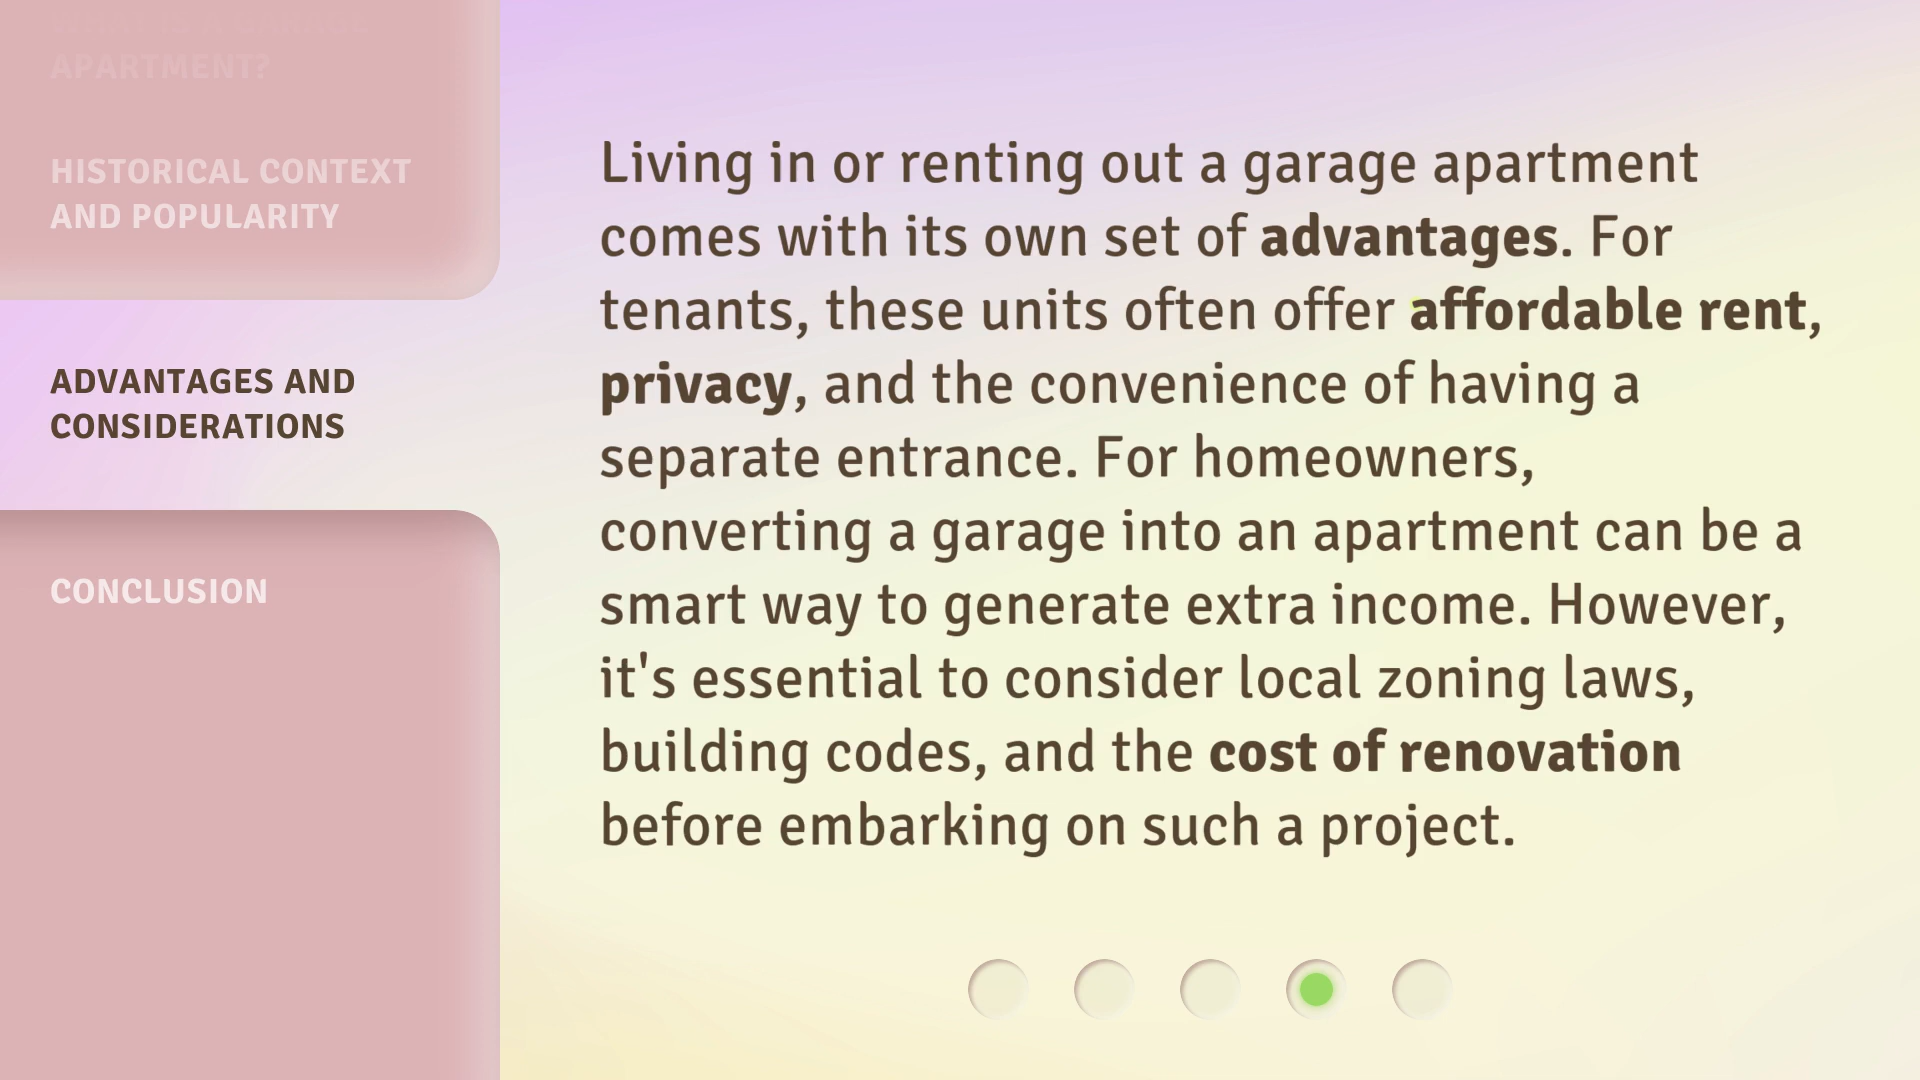 WHAT IS A GARAGE
APARTMENT?
HISTORICAL CONTEXT
AND POPULARITY
ADVANTAGES AND
CONSIDERATIONS
CONCLUSION
Living in or renting out a garage apartment
comes with its own set of advantages. For
tenants, these units often offer affordable rent,
privacy, and the convenience of having a
separate entrance. For homeowners,
converting a garage into an apartment can be a
smart way to generate extra income. However,
it's essential to consider local zoning laws,
building codes, and the cost of renovation
before embarking on such a project.